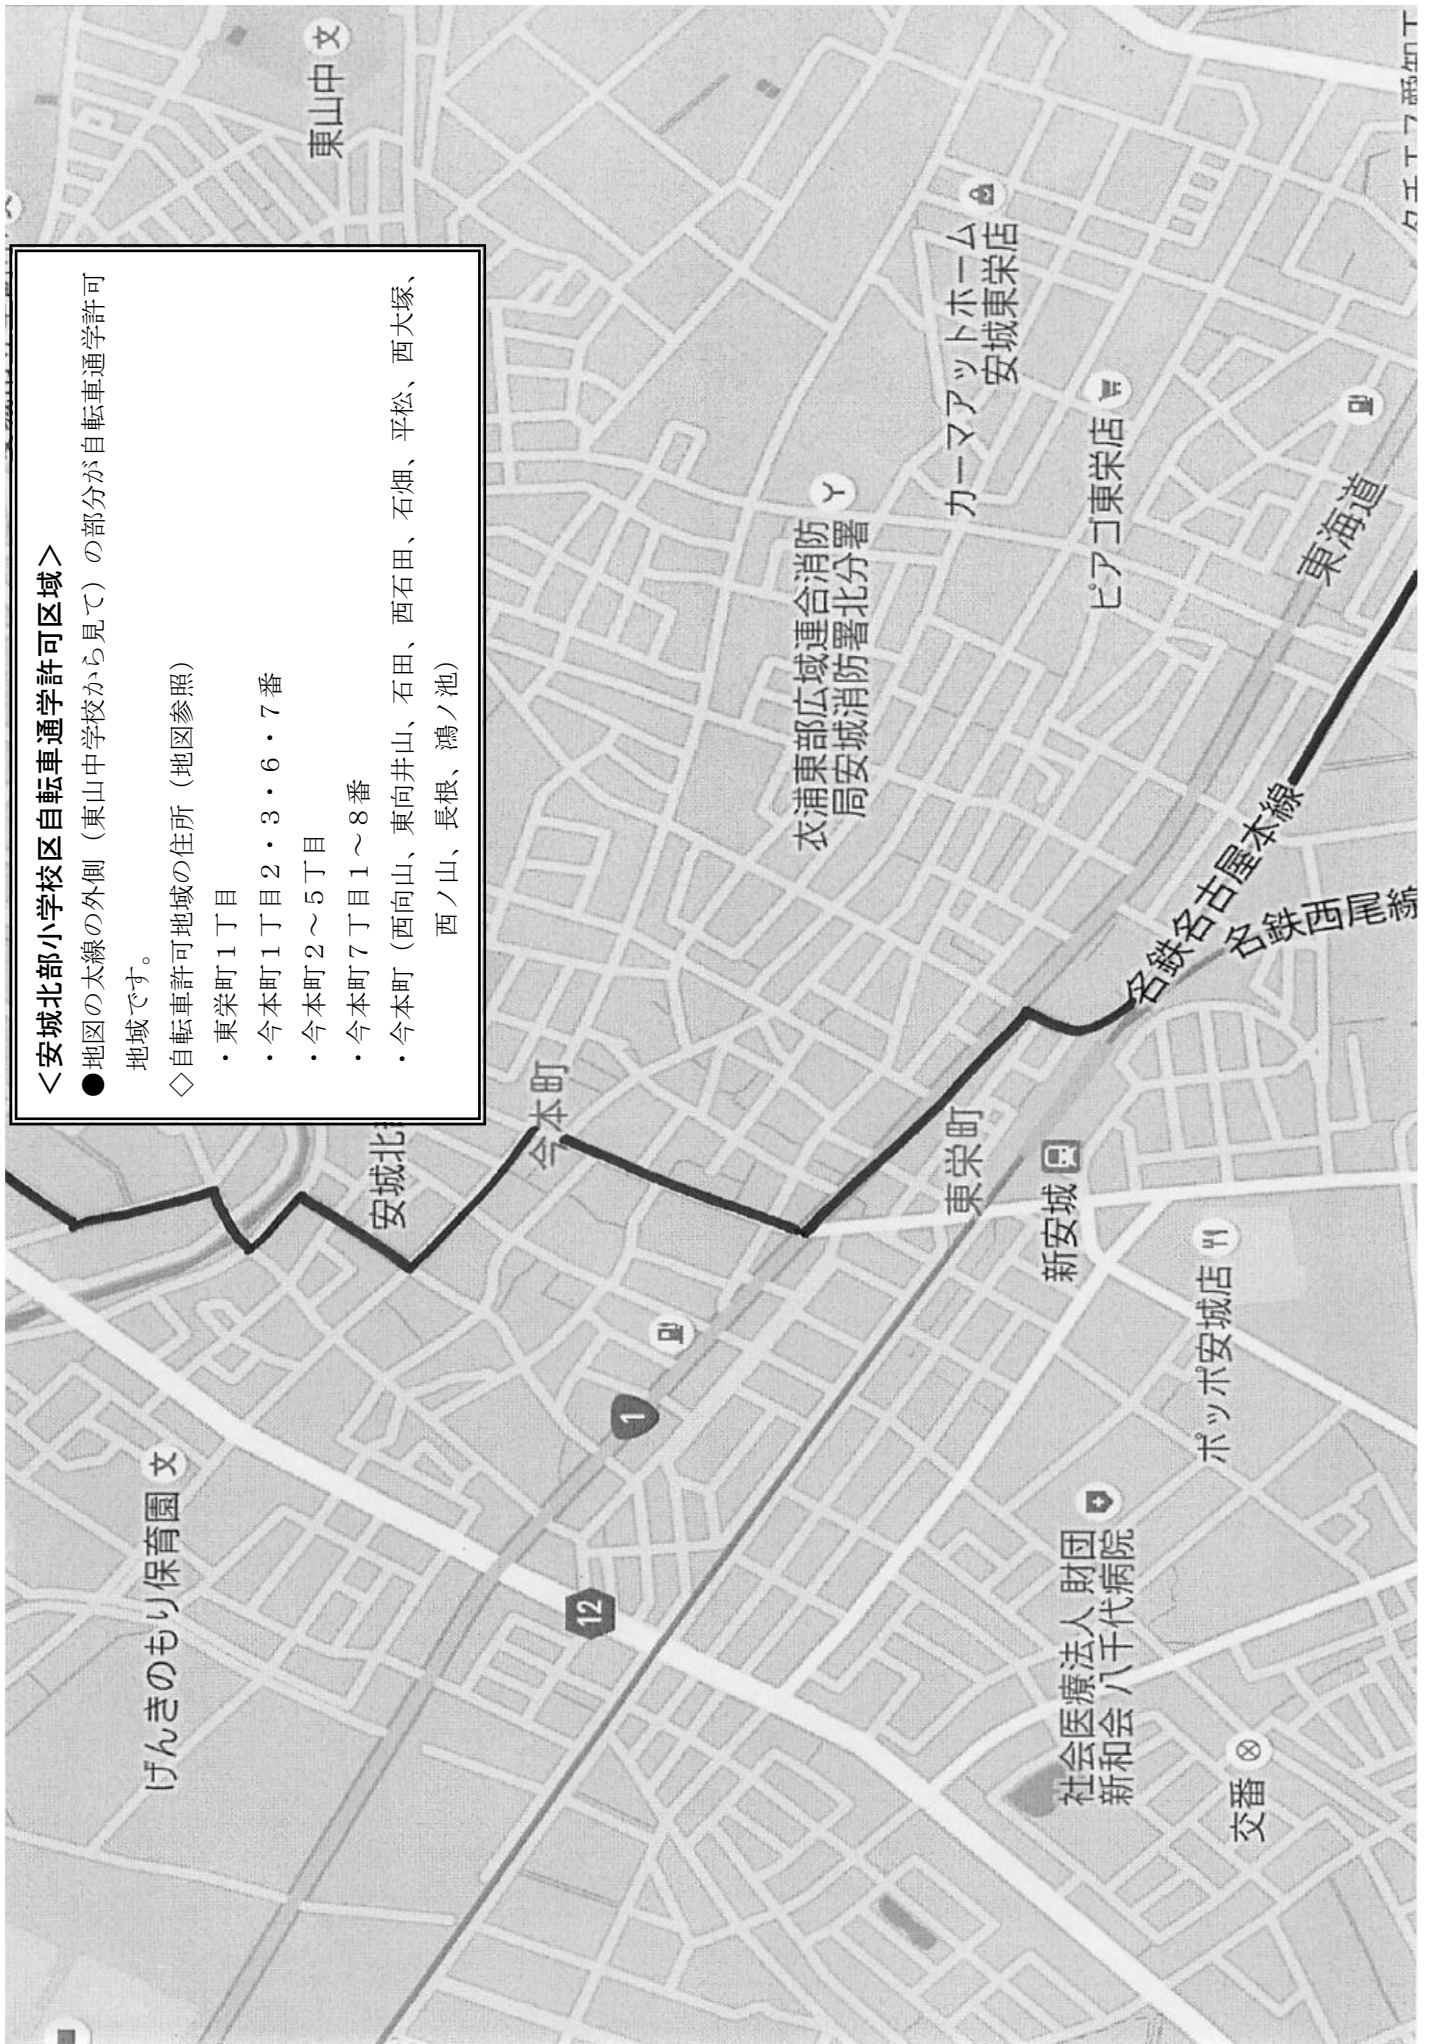 ＜安城北部小学校区自転車通学許可区域＞
●地図の太線の外側（東山中学校から見て）の部分が自転車通学許可
地域です。
◇自転車許可地域の住所（地図参照）
・東栄町１丁目
・今本町１丁目２・３・６・７番
・今本町２～５丁目
・今本町７丁目１～８番
・今本町（西向山、東向井山、石田、西石田、石畑、平松、西大塚、
西ノ山、長根、鴻ノ池）
東山中
文
安城北
今本町
げんきのもり保育園
文
1
12
衣浦東部広域連合消防
局安城消防署北分署
カーマアットホーム
安城東栄店
ピアゴ東栄店
東海道
名鉄名古屋本線
名鉄西尾線
東栄町
新安城
ポッポ安城店
社会医療法人 財団
新和会 八千代病院
交番